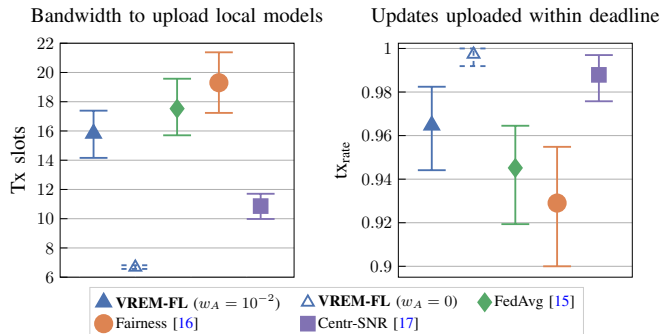 Bandwidth to upload local models
Updates uploaded within deadline
Tx slots
22
20
18
16
14
12
10
8
6
tx_rate
1
0.98
0.96
0.94
0.92
0.9
VREM-FL (w_A = 10^{-2})
VREM-FL (w_A = 0)
FedAvg [15]
Fairness [16]
Centr-SNR [17]